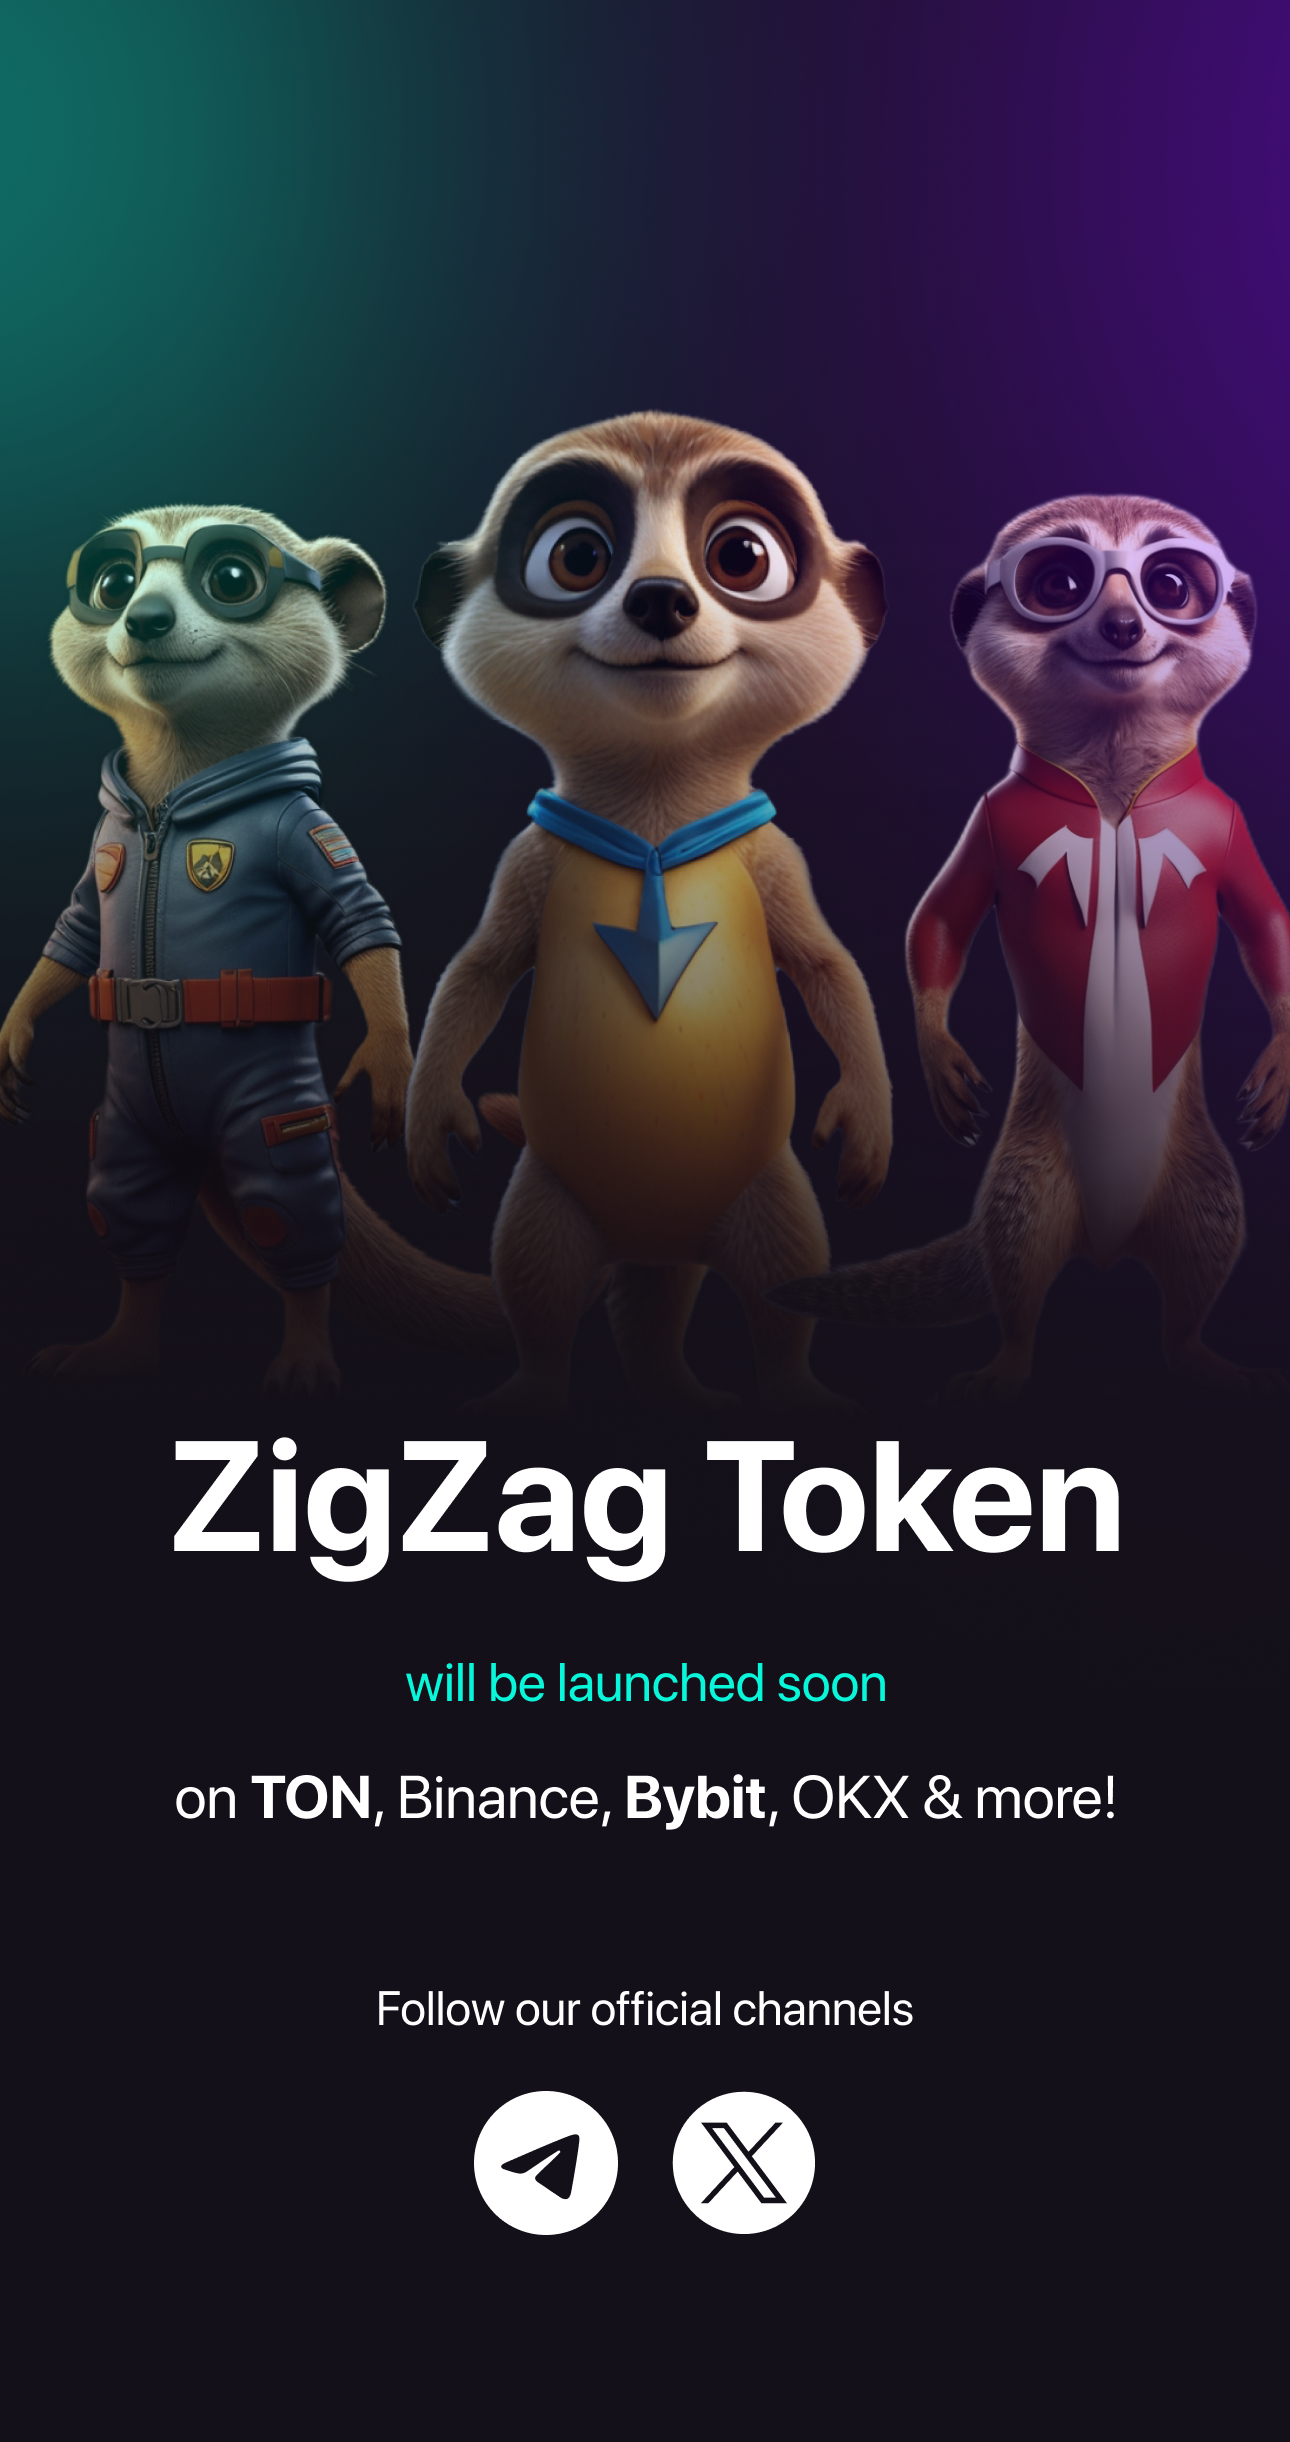 ZigZag Token
will be launched soon
on TON, Binance, Bybit, OKX & more!
Follow our official channels